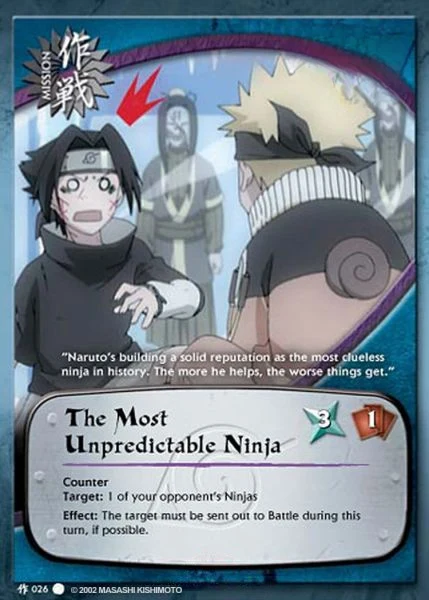 作戦
MISSION
"Naruto's building a solid reputation as the most clueless
ninja in history. The more he helps, the worse things get."
The Most
Unpredictable Ninja
3
1
Counter
Target: 1 of your opponent's Ninjas
Effect: The target must be sent out to Battle during this
turn, if possible.
作 026 © 2002 MASASHI KISHIMOTO